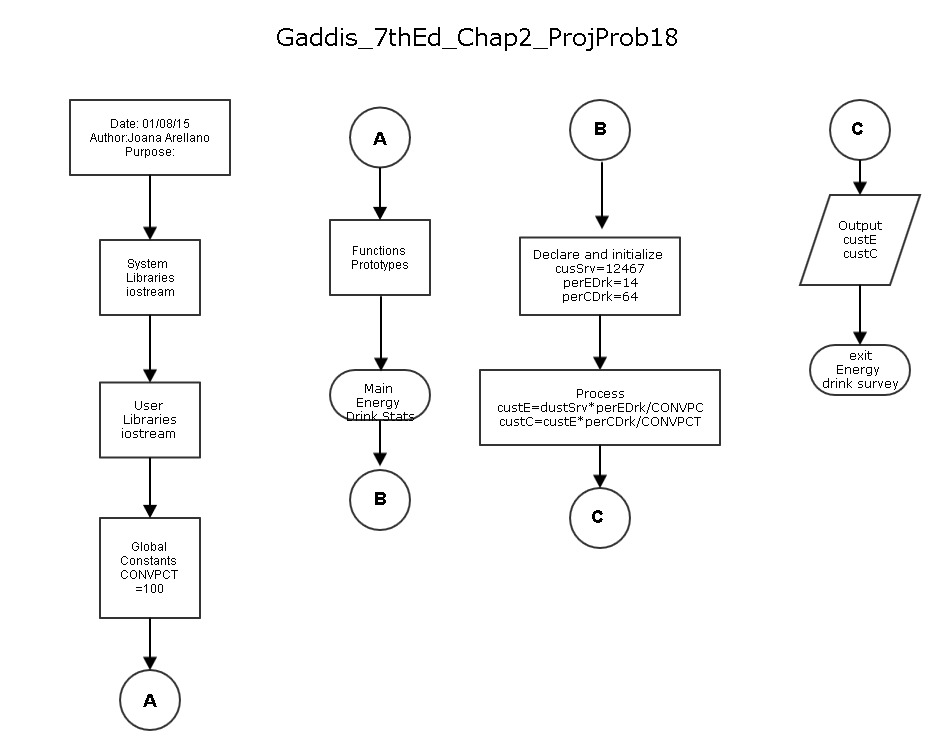 Gaddis_7thEd_Chap2_ProjProb18
Date: 01/08/15
Author:Joana Arellano
Purpose:
System
Libraries
iostream
User
Libraries
iostream
Global
Constants
CONVPCT
=100
A
A
Functions
Prototypes
Main
Energy
Drink Stats
B
B
Declare and initialize
cusSrv=12467
perEDrk=14
perCDrk=64
Process
custE=dustSrv*perEDrk/CONVPC
custC=custE*perCDrk/CONVPCT
C
C
Output
custE
custC
exit
Energy
drink survey